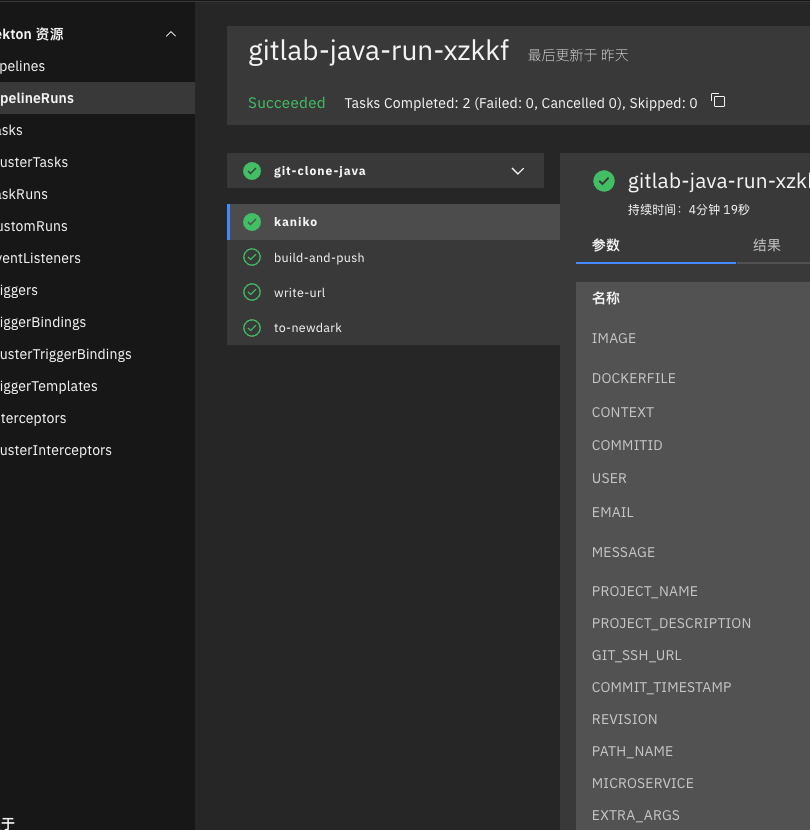 ekton 资源
pelines
pelineRuns
asks
usterTasks
askRuns
ustomRuns
ventListeners
iggers
iggerBindings
usterTriggerBindings
iggerTemplates
terceptors
usterInterceptors
于
gitlab-java-run-xzkkf 最后更新于 昨天
Succeeded Tasks Completed: 2 (Failed: 0, Cancelled 0), Skipped: 0
git-clone-java
kaniko
build-and-push
write-url
to-newdark
gitlab-java-run-xzkl
持续时间：4分钟 19秒
参数 结果
名称
IMAGE
DOCKERFILE
CONTEXT
COMMITID
USER
EMAIL
MESSAGE
PROJECT_NAME
PROJECT_DESCRIPTION
GIT_SSH_URL
COMMIT_TIMESTAMP
REVISION
PATH_NAME
MICROSERVICE
EXTRA_ARGS